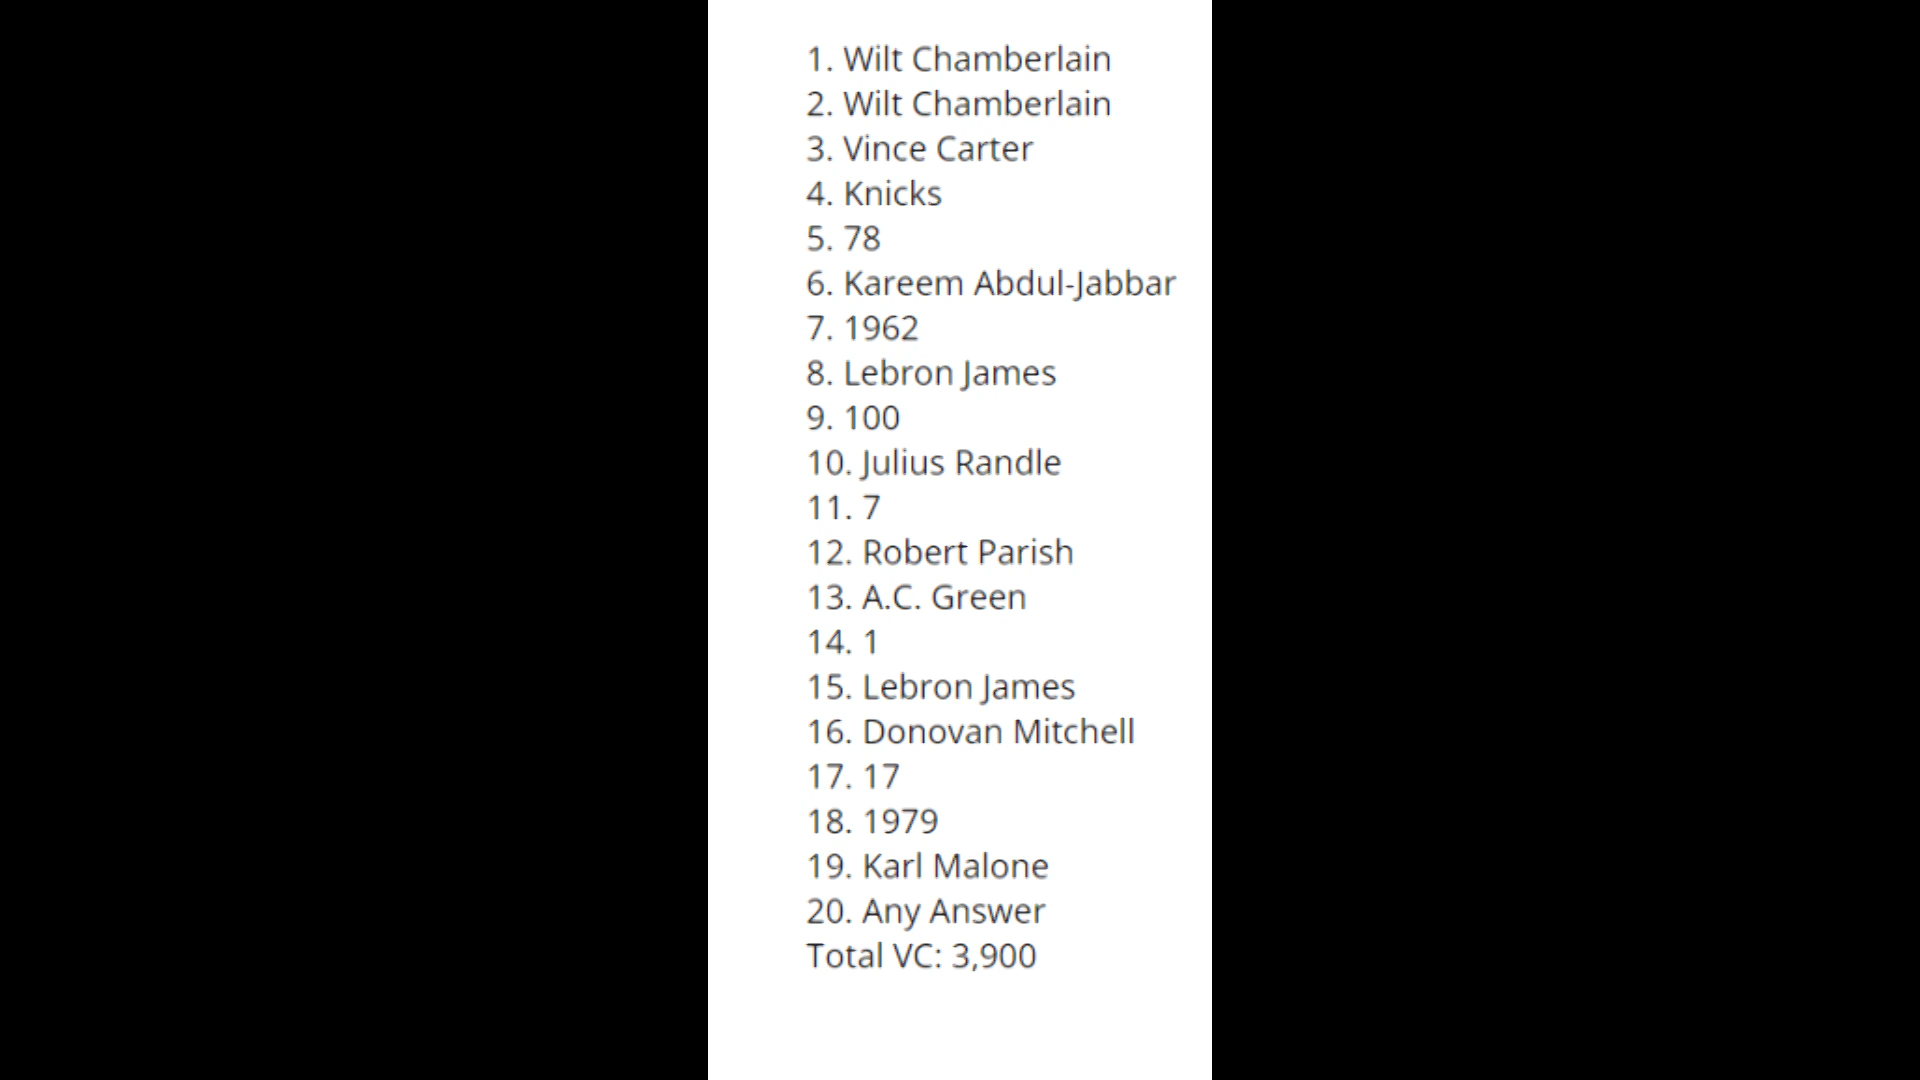 1. Wilt Chamberlain
2. Wilt Chamberlain
3. Vince Carter
4. Knicks
5. 78
6. Kareem Abdul-Jabbar
7. 1962
8. Lebron James
9. 100
10. Julius Randle
11. 7
12. Robert Parish
13. A.C. Green
14. 1
15. Lebron James
16. Donovan Mitchell
17. 17
18. 1979
19. Karl Malone
20. Any Answer
Total VC: 3,900